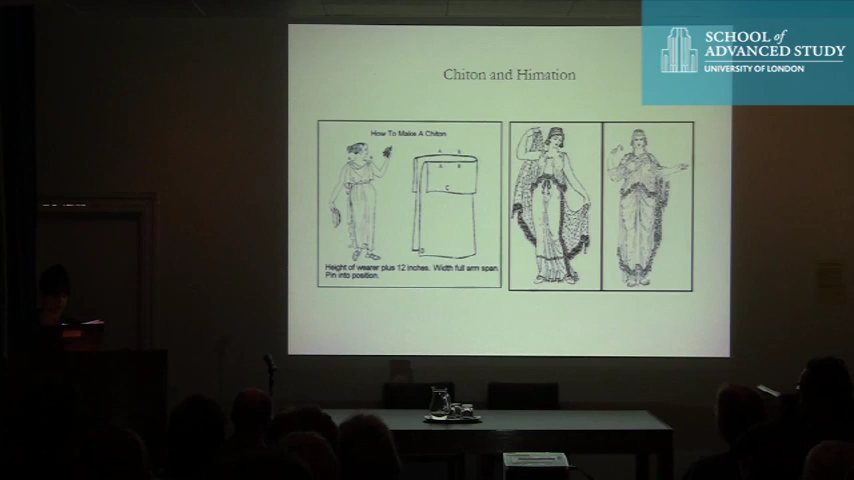 SCHOOL of
ADVANCED STUDY
UNIVERSITY OF LONDON
Chiton and Himation
How To Make A Chiton
A B
A B
C
D
Height of wearer plus 12 inches. Width full arm span.
Pin into position.